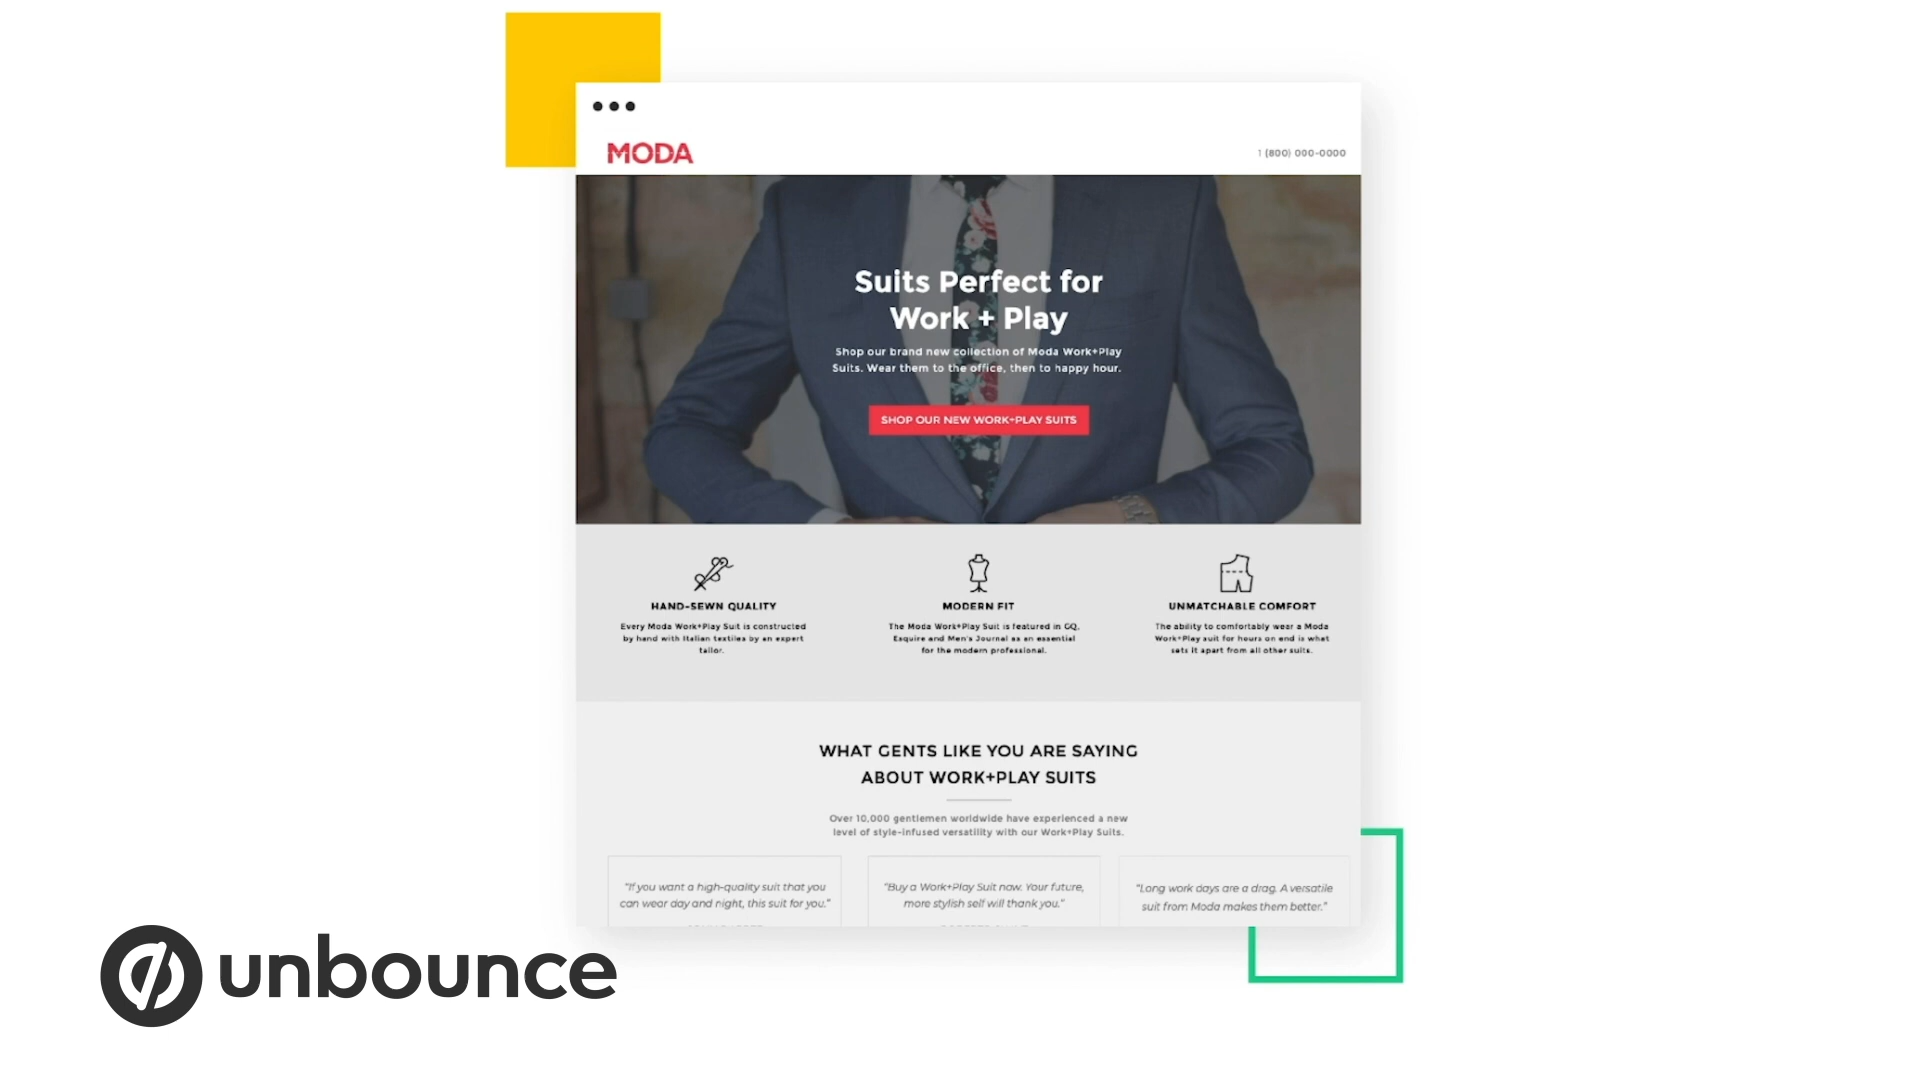 MODA
1 (800) 000-0000
Suits Perfect for
Work + Play
Shop our brand new collection of Moda Work+Play
Suits. Wear them to the office, then to happy hour.
SHOP OUR NEW WORK+PLAY SUITS
HAND-SEWN QUALITY
Every Moda Work+Play Suit is constructed
by hand with Italian textiles by an expert
tailor.
MODERN FIT
The Moda Work+Play Suit is featured in GQ,
Esquire and Men's Journal as an essential
for the modern professional.
UNMATCHABLE COMFORT
The ability to comfortably wear a Moda
Work+Play suit for hours on end is what
sets it apart from all other suits.
WHAT GENTS LIKE YOU ARE SAYING
ABOUT WORK+PLAY SUITS
Over 10,000 gentlemen worldwide have experienced a new
level of style-infused versatility with our Work+Play Suits.
"If you want a high-quality suit that you
can wear day and night, this suit for you."
"Buy a Work+Play Suit now. Your future,
more stylish self will thank you."
"Long work days are a drag. A versatile
suit from Moda makes them better."
unbounce